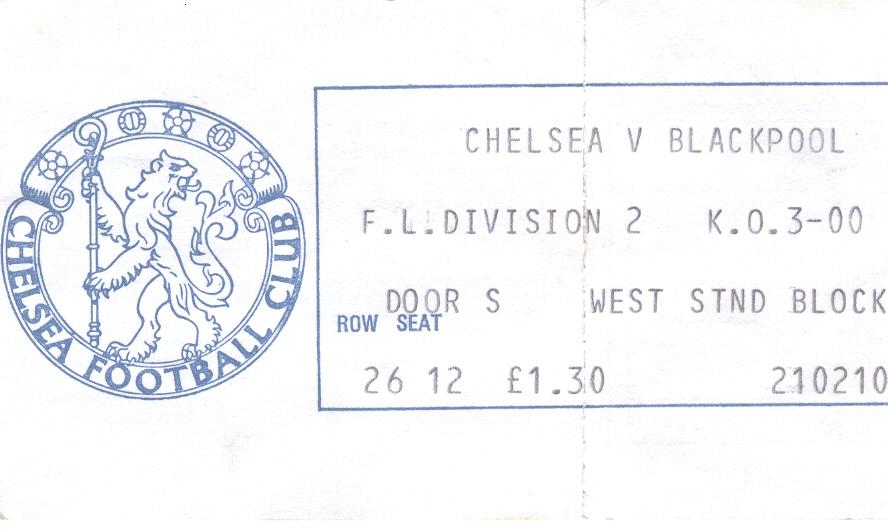 CHELSEA FOOTBALL CLUB
CHELSEA V BLACKPOOL
F.L.DIVISION 2 K.O.3-00
DOOR S WEST STND BLOCK
ROW SEAT
26 12 £1.30 210210